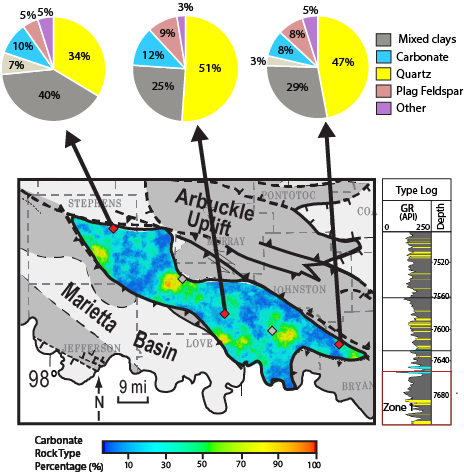 5%
5%
10%
34%
7%
40%
3%
9%
12%
51%
25%
5%
8%
8%
47%
3%
29%
Mixed clays
Carbonate
Quartz
Plag Feldspar
Other
STEPHENS
Arbuckle
Uplift
PONTOTOC
COA
MURRAY
JOHNSTON
Marietta
Basin
JEFFERSON
LOVE
BRYAN
98°
N
9 mi
Type Log
GR
(API)
0
250
Depth
7520
7560
7600
7640
7680
Zone 1
Carbonate
Rock Type
Percentage (%)
10
30
50
70
90
100